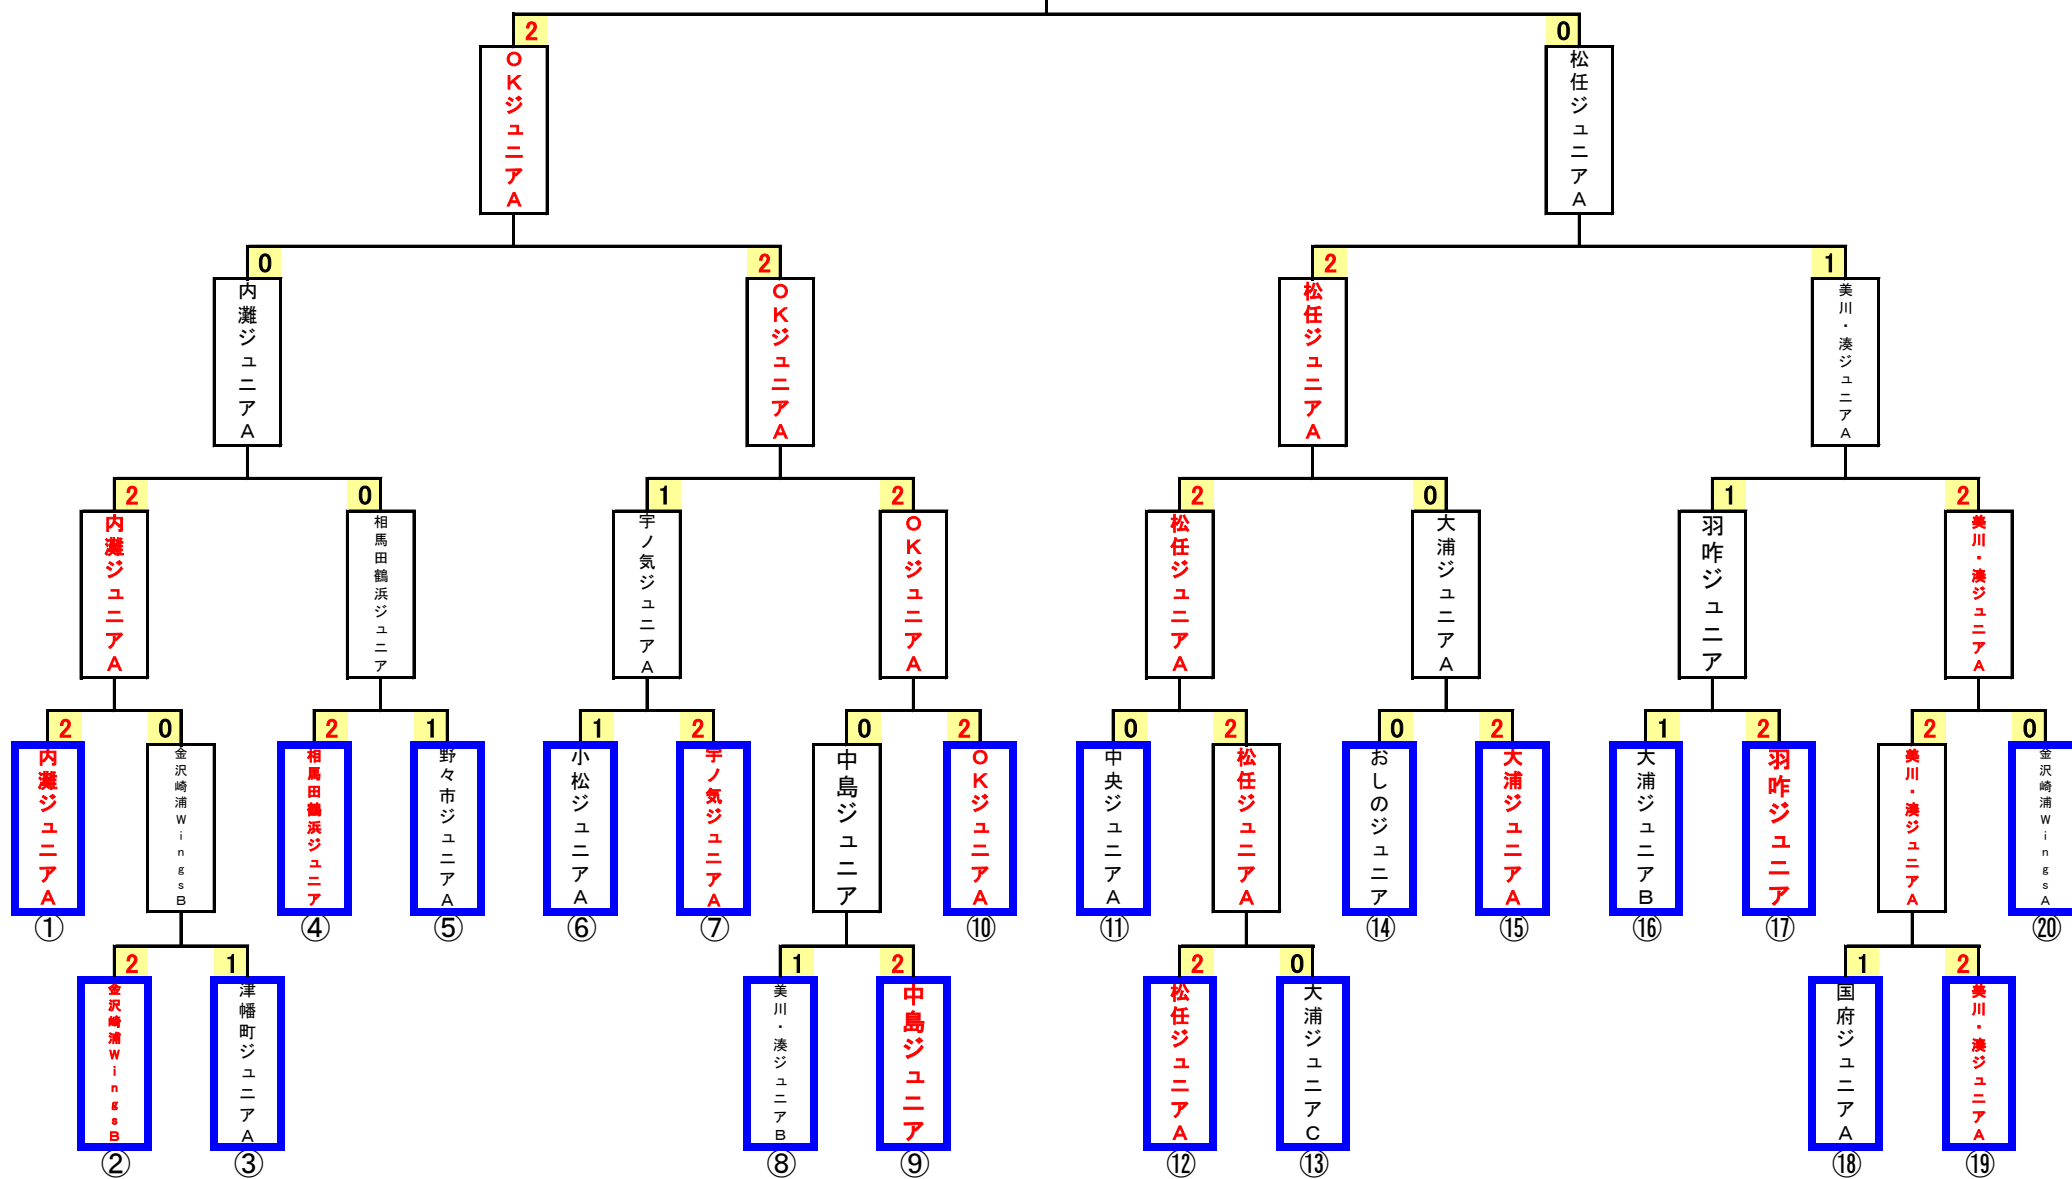 2
0
OKジュニアA
松任ジュニアA
0
2
2
1
内灘ジュニアA
OKジュニアA
松任ジュニアA
美川・湊ジュニアA
2
0
1
2
2
0
1
2
内灘ジュニアA
相馬田鶴浜ジュニア
宇ノ気ジュニアA
OKジュニアA
松任ジュニアA
大浦ジュニアA
羽咋ジュニア
美川・湊ジュニアA
2
0
2
1
1
2
0
2
0
2
0
2
1
2
2
0
内灘ジュニアA
金沢崎浦WingsB
相馬田鶴浜ジュニア
野々市ジュニアA
小松ジュニアA
宇ノ気ジュニアA
中島ジュニア
OKジュニアA
中央ジュニアA
松任ジュニアA
おしのジュニア
大浦ジュニアA
大浦ジュニアB
羽咋ジュニア
美川・湊ジュニアA
金沢崎浦WingsA
①
④
⑤
⑥
⑦
⑩
⑪
⑭
⑮
⑯
⑰
⑳
2
1
1
2
2
0
1
2
金沢崎浦WingsB
津幡町ジュニアA
美川・湊ジュニアB
中島ジュニア
松任ジュニアA
大浦ジュニアC
国府ジュニアA
美川・湊ジュニアA
②
③
⑧
⑨
⑫
⑬
⑱
⑲